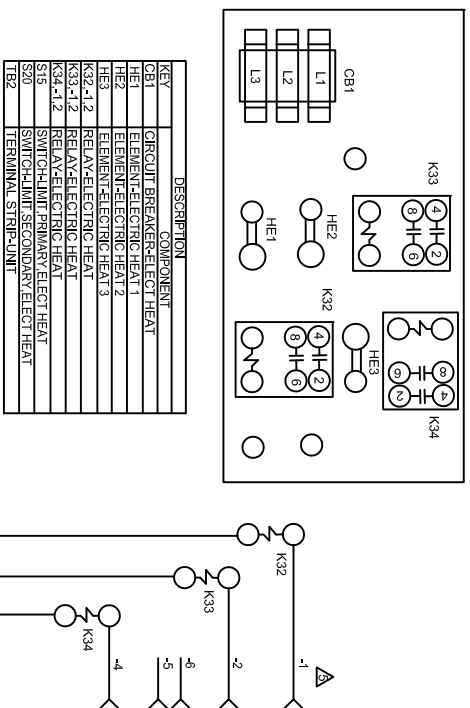 CB1
L1
L2
L3
K33
4 2
8 6
HE2
HE1
K32
4 2
8 6
HE3
K34
8 6
4 2
DESCRIPTION
KEY COMPONENT
CB1 CIRCUIT BREAKER-ELECT HEAT
HE1 ELEMENT-ELECTRIC HEAT 1
HE2 ELEMENT-ELECTRIC HEAT 2
HE3 ELEMENT-ELECTRIC HEAT 3
K32,-1,2 RELAY-ELECTRIC HEAT
K33,-1,2 RELAY-ELECTRIC HEAT
K34,-1,2 RELAY-ELECTRIC HEAT
S15 SWITCH-LIMIT,PRIMARY,ELECT HEAT
S20 SWITCH-LIMIT,SECONDARY,ELECT HEAT
TB2 TERMINAL STRIP-UNIT
K32
-1
5
K33
-2
-6
-5
K34
-4